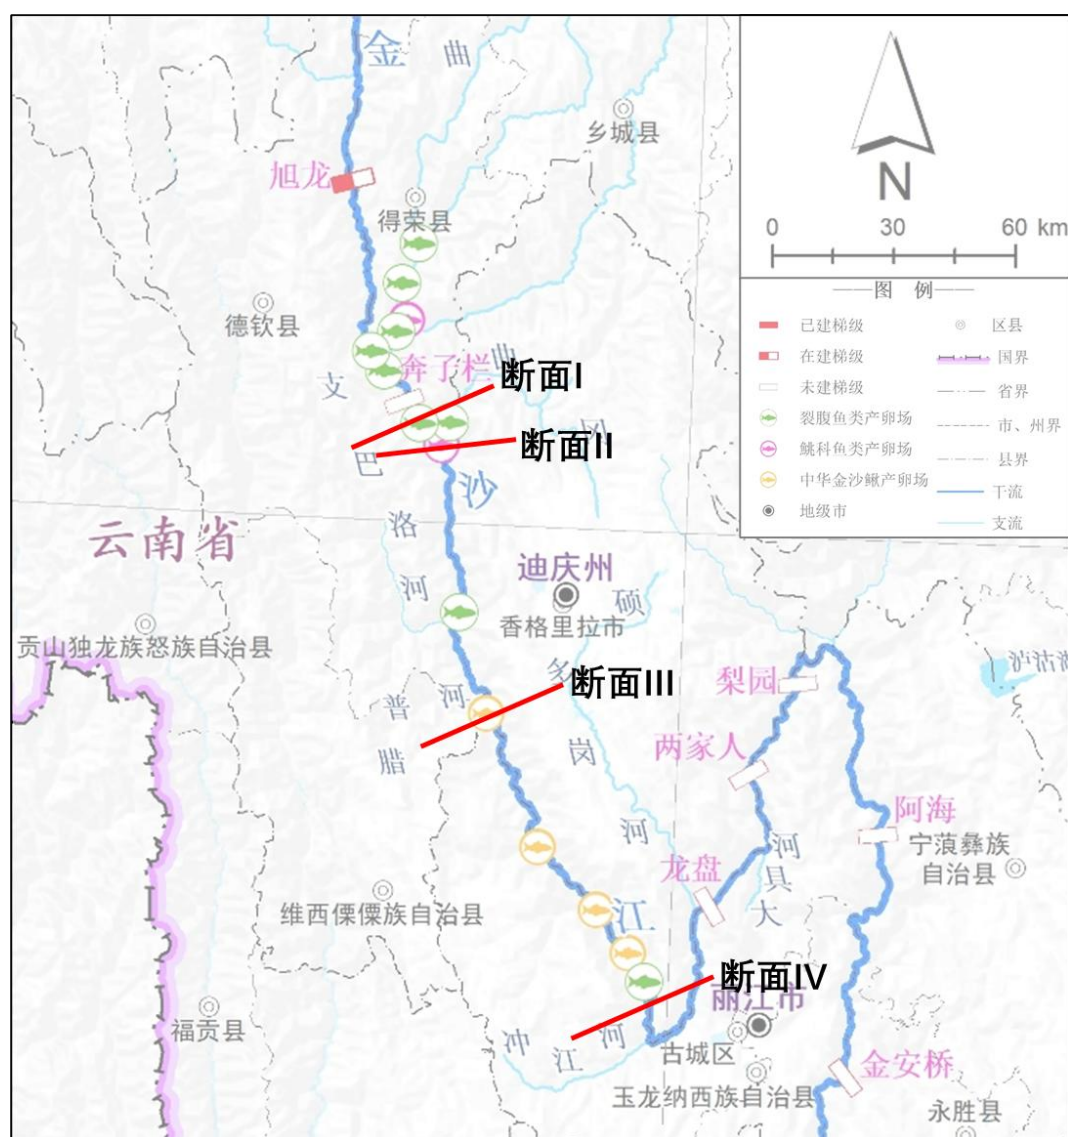 金
曲
乡城县
N
0 30 60 km
旭龙
得荣县
德钦县
奔子栏
支
曲
断面I
断面II
冈
巴
沙
洛
河
云南省
迪庆州
香格里拉市
硕
多
岗
河
贡山独龙族怒族自治县
普
河
腊
断面III
梨园
泸沽湖
两家人
阿海
宁蒗彝族
自治县
龙盘
河
具
大
维西傈僳族自治县
江
断面IV
丽江市
福贡县
冲
江
河
古城区
玉龙纳西族自治县
金安桥
永胜县
——图 例——
已建梯级
在建梯级
未建梯级
裂腹鱼类产卵场
鮡科鱼类产卵场
中华金沙鳅产卵场
地级市
区县
国界
省界
市、州界
县界
干流
支流